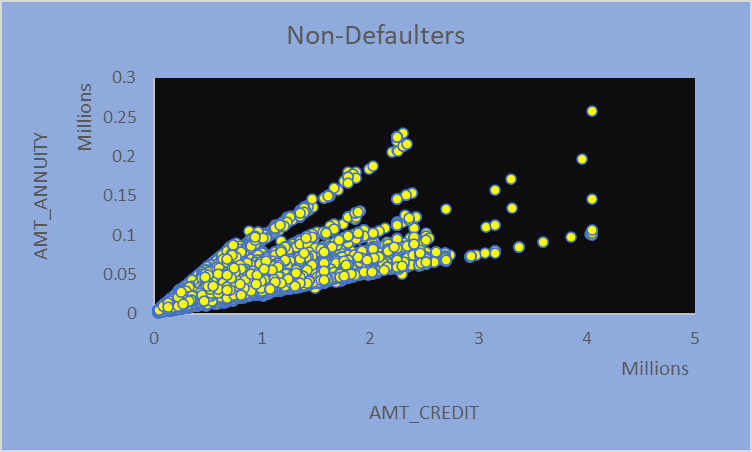 Non-Defaulters
Millions
AMT_ANNUITY
0.3
0.25
0.2
0.15
0.1
0.05
0
0 1 2 3 4 5
Millions
AMT_CREDIT